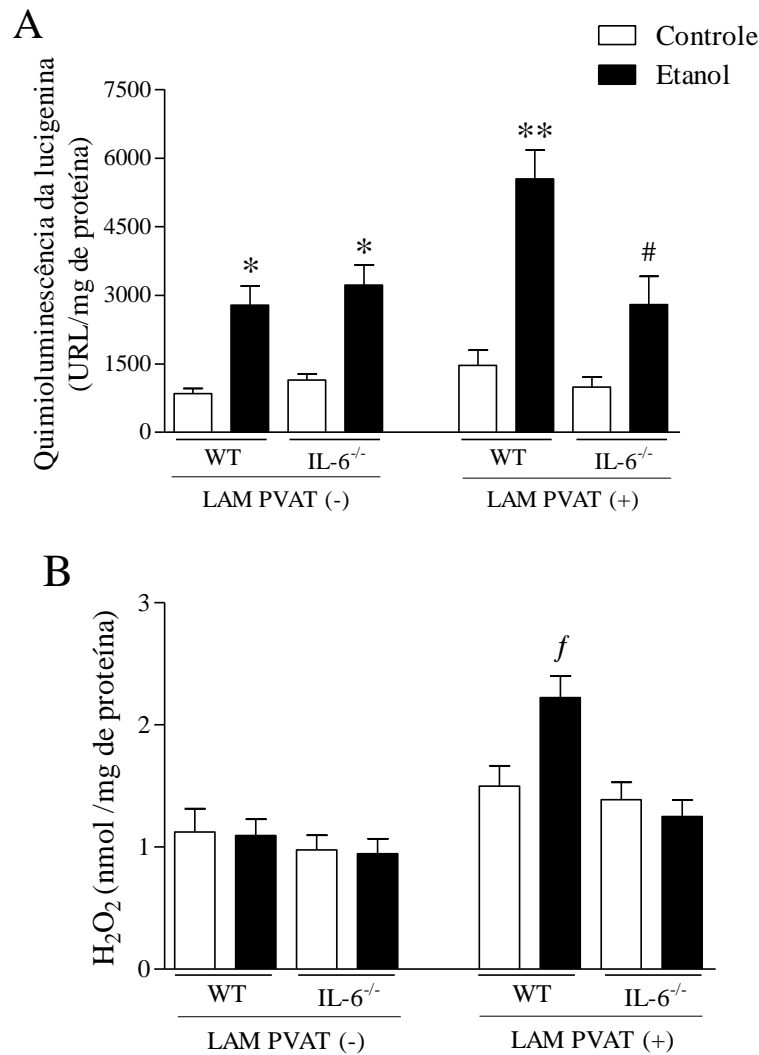 A
Controle
Etanol
Quimioluminescência da lucigenina
(URL/mg de proteína)
7500
6000
4500
3000
1500
0
*
*
**
#
WT
IL-6-/-
WT
IL-6-/-
LAM PVAT (-)
LAM PVAT (+)
B
H2O2 (nmol /mg de proteína)
3
2
1
0
f
WT
IL-6-/-
WT
IL-6-/-
LAM PVAT (-)
LAM PVAT (+)